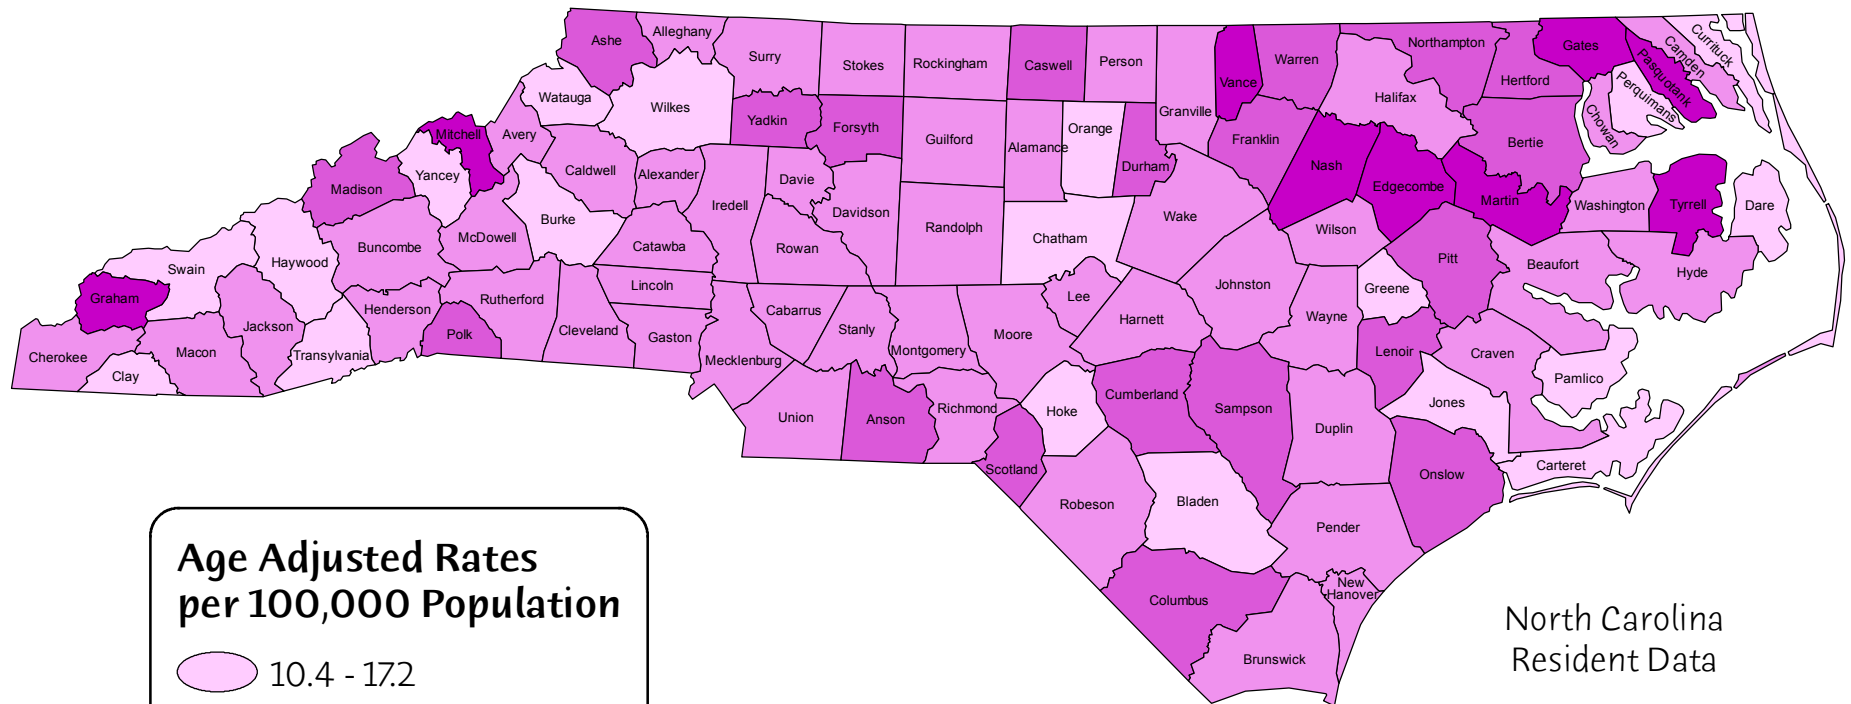 Ashe
Alleghany
Surry
Stokes
Rockingham
Caswell
Person
Granville
Vance
Warren
Northampton
Hertford
Gates
Pasquotank
Camden
Currituck
Perquimans
Chowan
Watauga
Wilkes
Yadkin
Forsyth
Guilford
Alamance
Orange
Durham
Franklin
Halifax
Bertie
Mitchell
Avery
Caldwell
Alexander
Davie
Iredell
Davidson
Randolph
Chatham
Wake
Nash
Edgecombe
Martin
Washington
Tyrrell
Dare
Madison
Yancey
Burke
McDowell
Buncombe
Catawba
Rowan
Wilson
Pitt
Beaufort
Hyde
Swain
Haywood
Graham
Jackson
Henderson
Rutherford
Polk
Cleveland
Lincoln
Gaston
Cabarrus
Stanly
Montgomery
Moore
Lee
Harnett
Johnston
Wayne
Greene
Lenoir
Craven
Pamlico
Cherokee
Clay
Macon
Transylvania
Mecklenburg
Union
Anson
Richmond
Scotland
Hoke
Cumberland
Sampson
Duplin
Jones
Onslow
Carteret
Robeson
Bladen
Pender
Columbus
New
Hanover
Brunswick
Age Adjusted Rates
per 100,000 Population
10.4 - 17.2
North Carolina
Resident Data